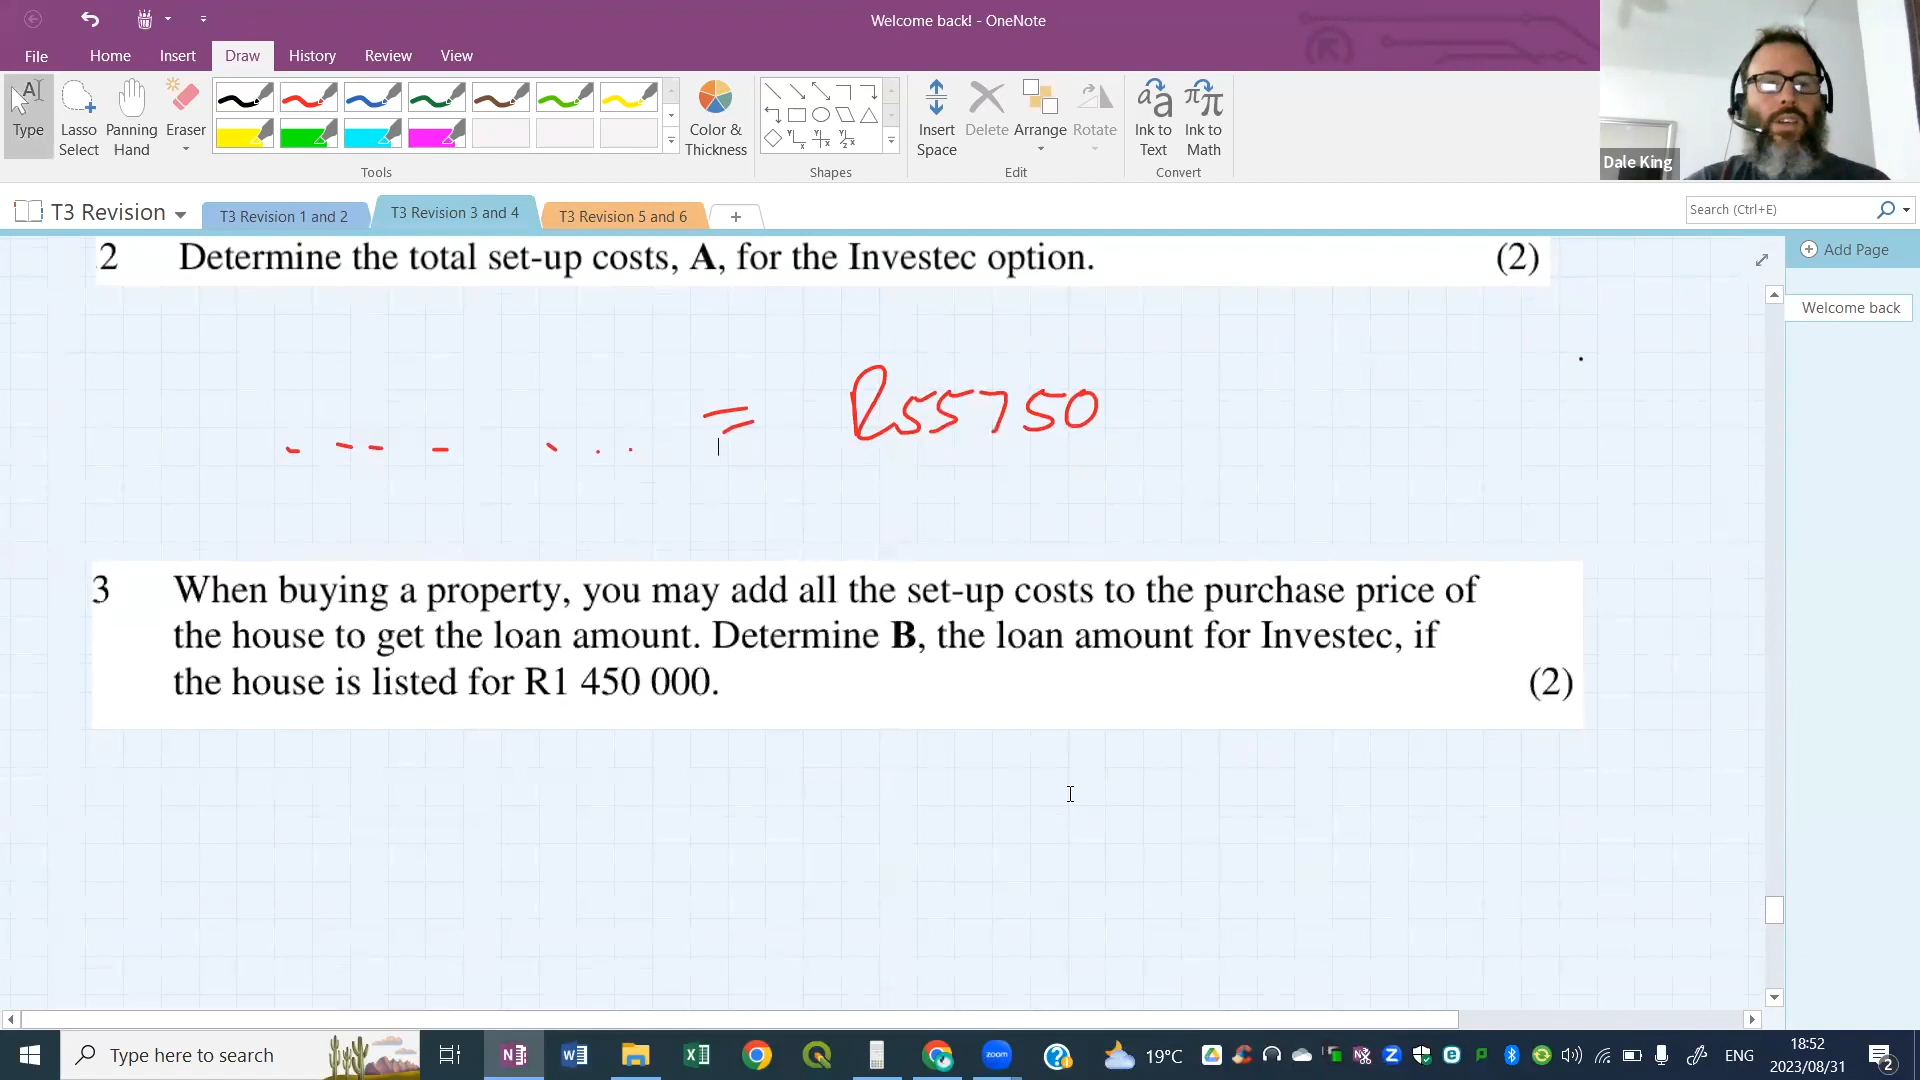 Welcome back! - OneNote
File Home Insert Draw History Review View
Type
Lasso Select
Panning Hand
Eraser
Color & Thickness
Insert Space
Delete
Arrange
Rotate
Ink to Text
Ink to Math
Tools
Shapes
Edit
Convert
Dale King
T3 Revision
T3 Revision 1 and 2
T3 Revision 3 and 4
T3 Revision 5 and 6
Search (Ctrl+E)
Add Page
Welcome back
.2 Determine the total set-up costs, A, for the Investec option. (2)
= R55750
3 When buying a property, you may add all the set-up costs to the purchase price of
the house to get the loan amount. Determine B, the loan amount for Investec, if
the house is listed for R1 450 000. (2)
Type here to search
zoom
19°C
ENG
18:52
2023/08/31
2